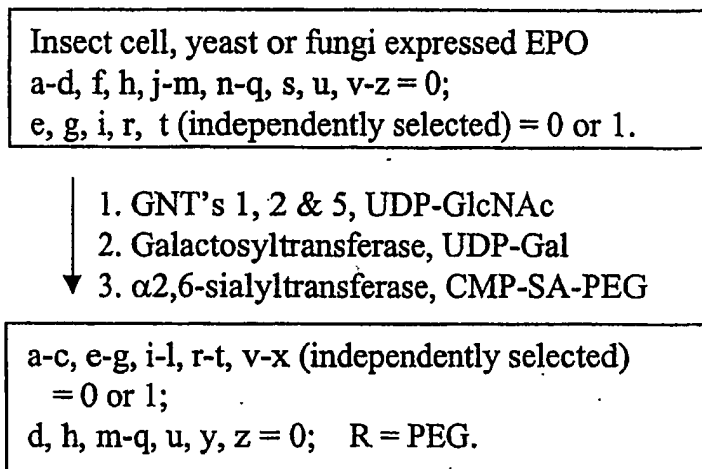 Insect cell, yeast or fungi expressed EPO
a-d, f, h, j-m, n-q, s, u, v-z = 0;
e, g, i, r, t (independently selected) = 0 or 1.
1. GNT's 1, 2 & 5, UDP-GlcNAc
2. Galactosyltransferase, UDP-Gal
3. α2,6-sialyltransferase, CMP-SA-PEG
a-c, e-g, i-l, r-t, v-x (independently selected)
= 0 or 1;
d, h, m-q, u, y, z = 0; R = PEG.